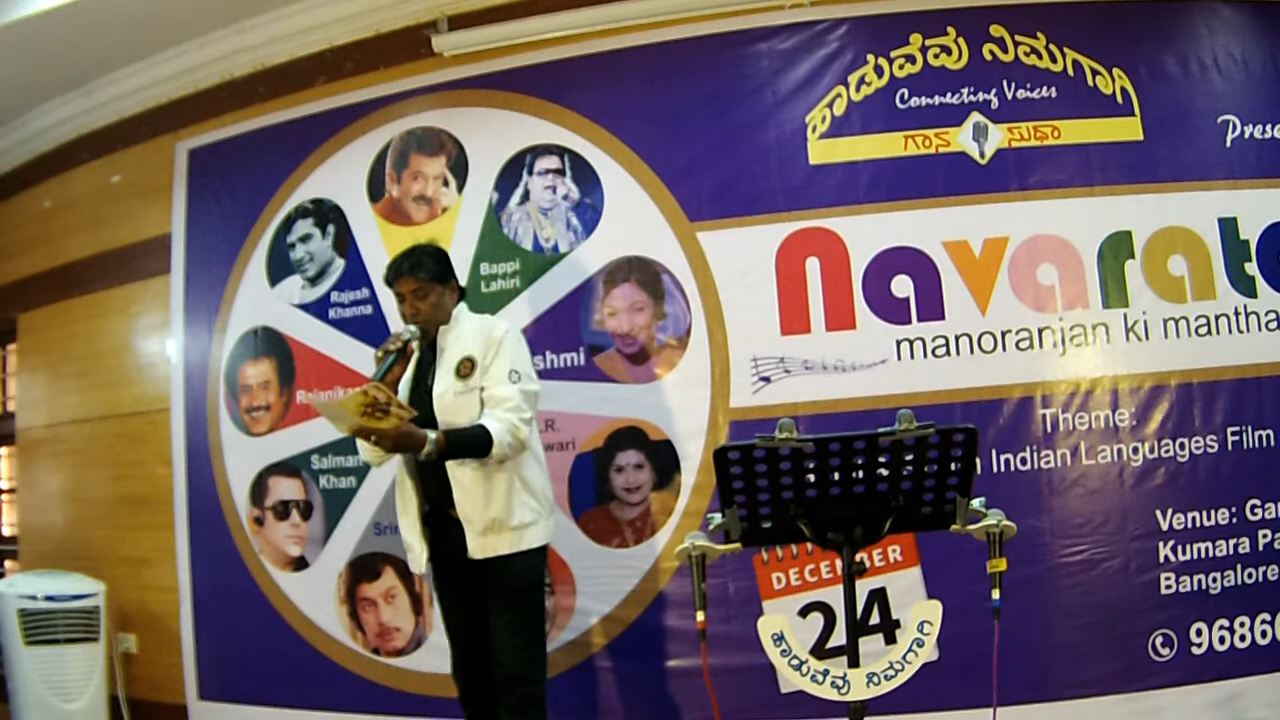 ಹಾಡುವೆವು ನಿಮಗಾಗಿ
Connecting Voices
ಗಾನ ಸುಧಾ
Navarat
manoranjan ki mantha
Theme:
Indian Languages Film
Venue:
Kumara
Bangalore
9686
DECEMBER
24
ಹಾಡುವೆವು ನಿಮಗಾಗಿ
Bappi
Lahiri
Rajesh
Khanna
Salman
Khan